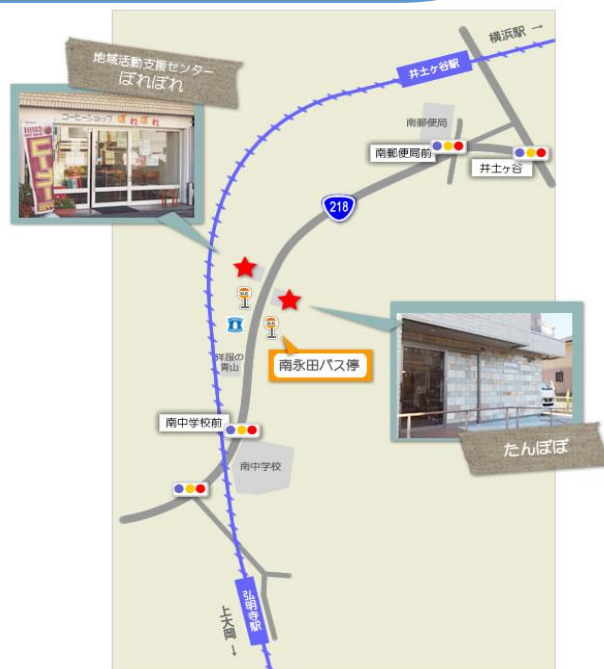 横浜駅 →
井土ヶ谷駅
地域活動支援センター
ぽれぽれ
コーヒーショップ ぽれぽれ
コーヒー
南郵便局
南郵便局前
井土ヶ谷
218
洋服の
青山
南永田バス停
南中学校前
南中学校
たんぽぽ
弘明寺駅
上大岡 ↓